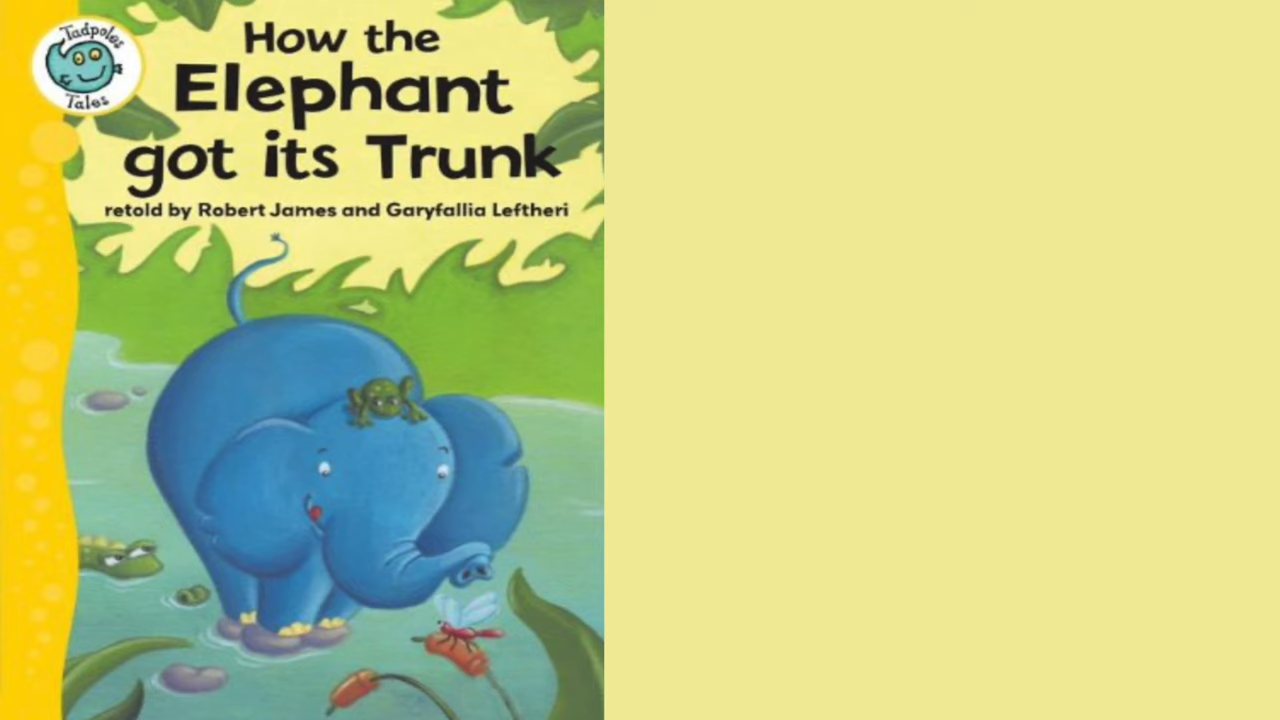 Tadpoles
Tales
How the
Elephant
got its Trunk
retold by Robert James and Garyfallia Leftheri